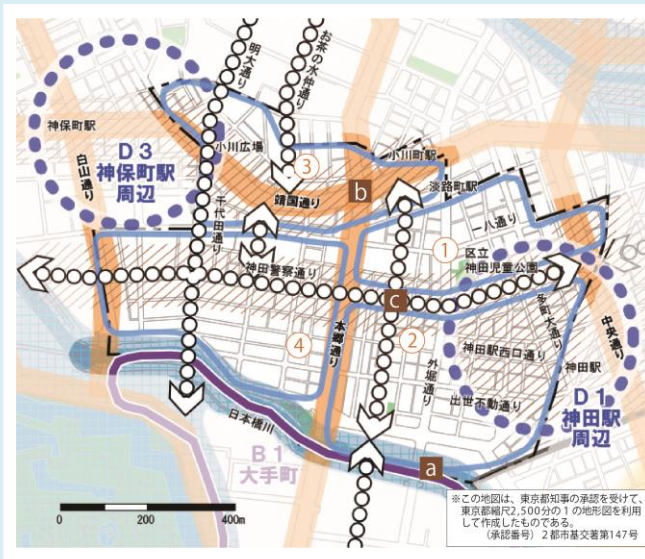 明大通り
お茶の水仲通り
神保町駅
白山通り
D3
神保町駅
周辺
小川広場
③
小川町駅
b
淡路町駅
靖国通り
千代田通り
一八通り
①
区立
神田児童公園
神田警察通り
c
多町大通り
中央通り
②
④
本郷通り
外堀通り
神田駅西口通り
神田駅
出世不動通り
D1
神田駅
周辺
日本橋川
B1
大手町
a
0 200 400m
※この地図は、東京都知事の承認を受けて、
東京都縮尺2,500分の1の地形図を利用
して作成したものである。
(承認番号)2都市基交著第147号